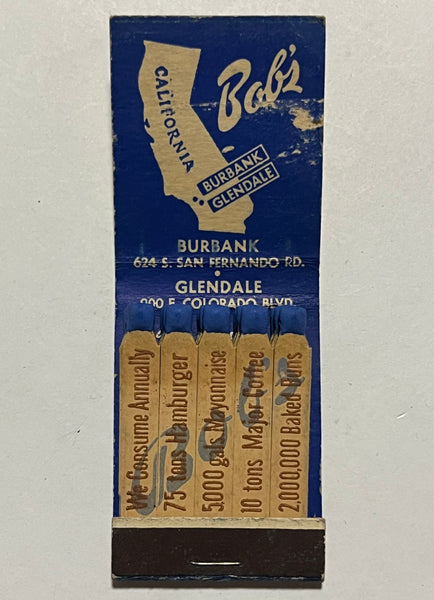 Bob's
CALIFORNIA
BURBANK
GLENDALE
BURBANK
624 S. SAN FERNANDO RD.
•
GLENDALE
900 E. COLORADO BLVD.
We Consume Annually
75 tons Hamburger
5,000 gals Mayonnaise
10 tons Major Coffee
2,000,000 Baked Buns